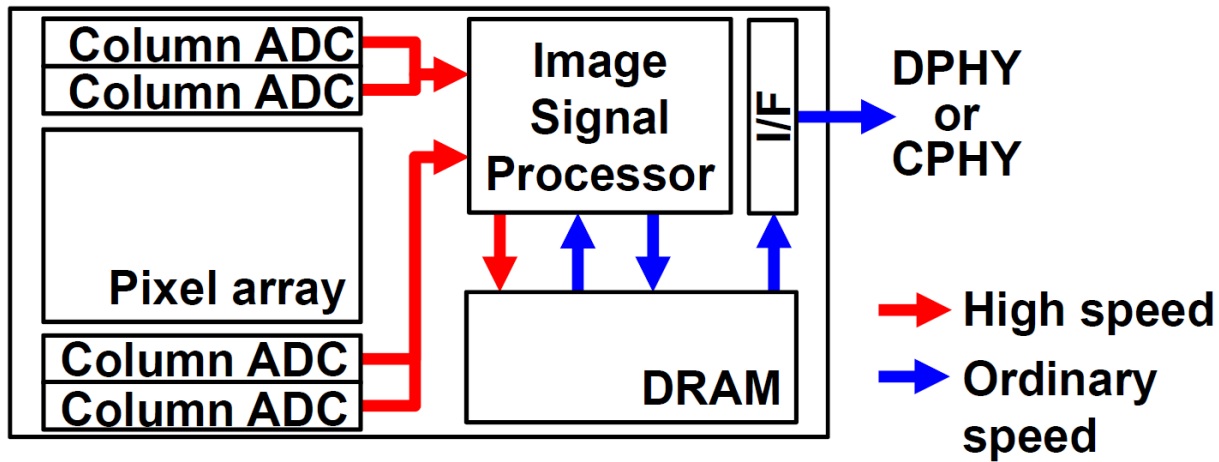 Column ADC
Column ADC
Pixel array
Column ADC
Column ADC
Image
Signal
Processor
I/F
DRAM
DPHY
or
CPHY
High speed
Ordinary
speed